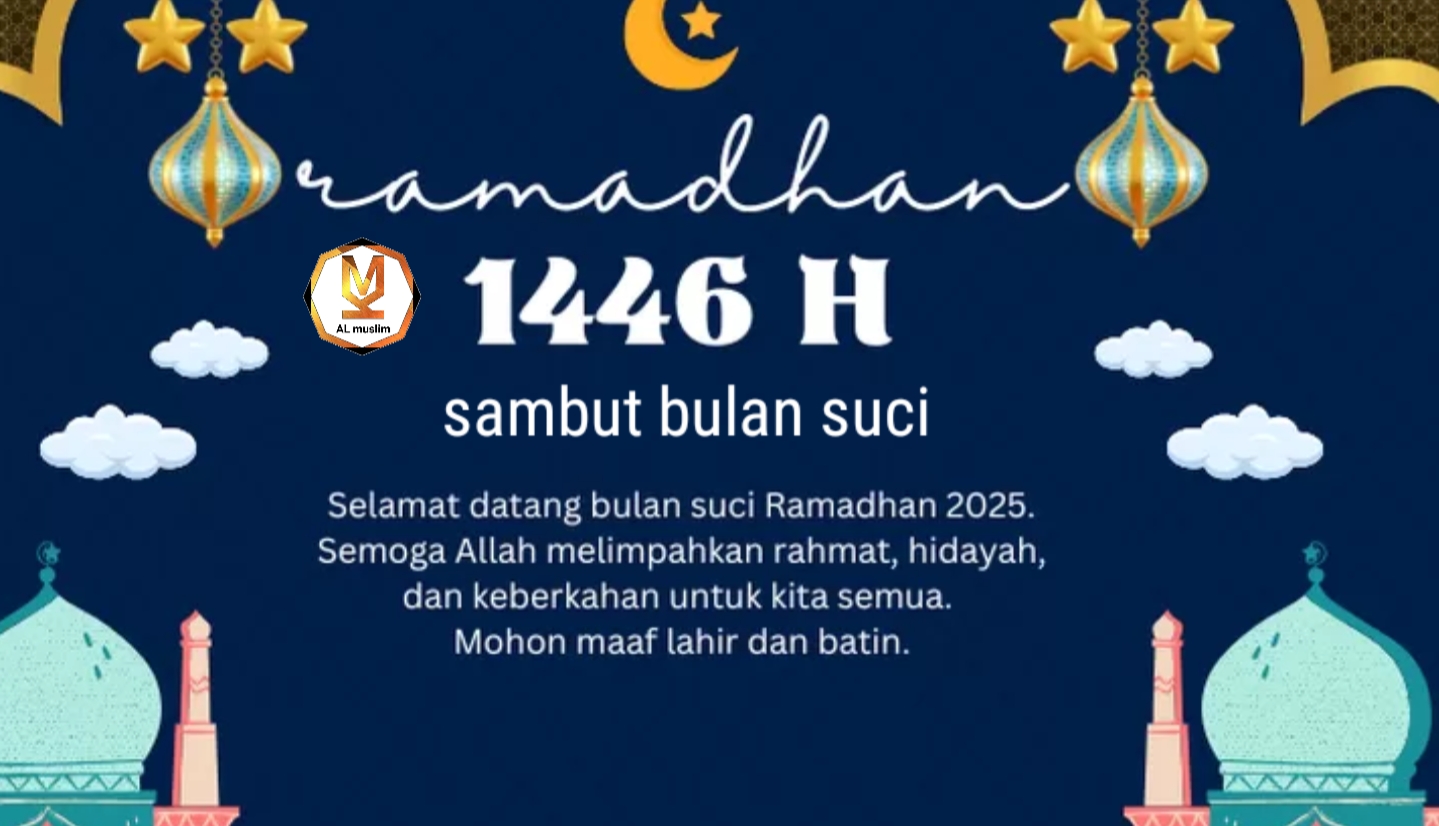 ramadhan
1446 H
MK
AL muslim
sambut bulan suci
Selamat datang bulan suci Ramadhan 2025.
Semoga Allah melimpahkan rahmat, hidayah,
dan keberkahan untuk kita semua.
Mohon maaf lahir dan batin.